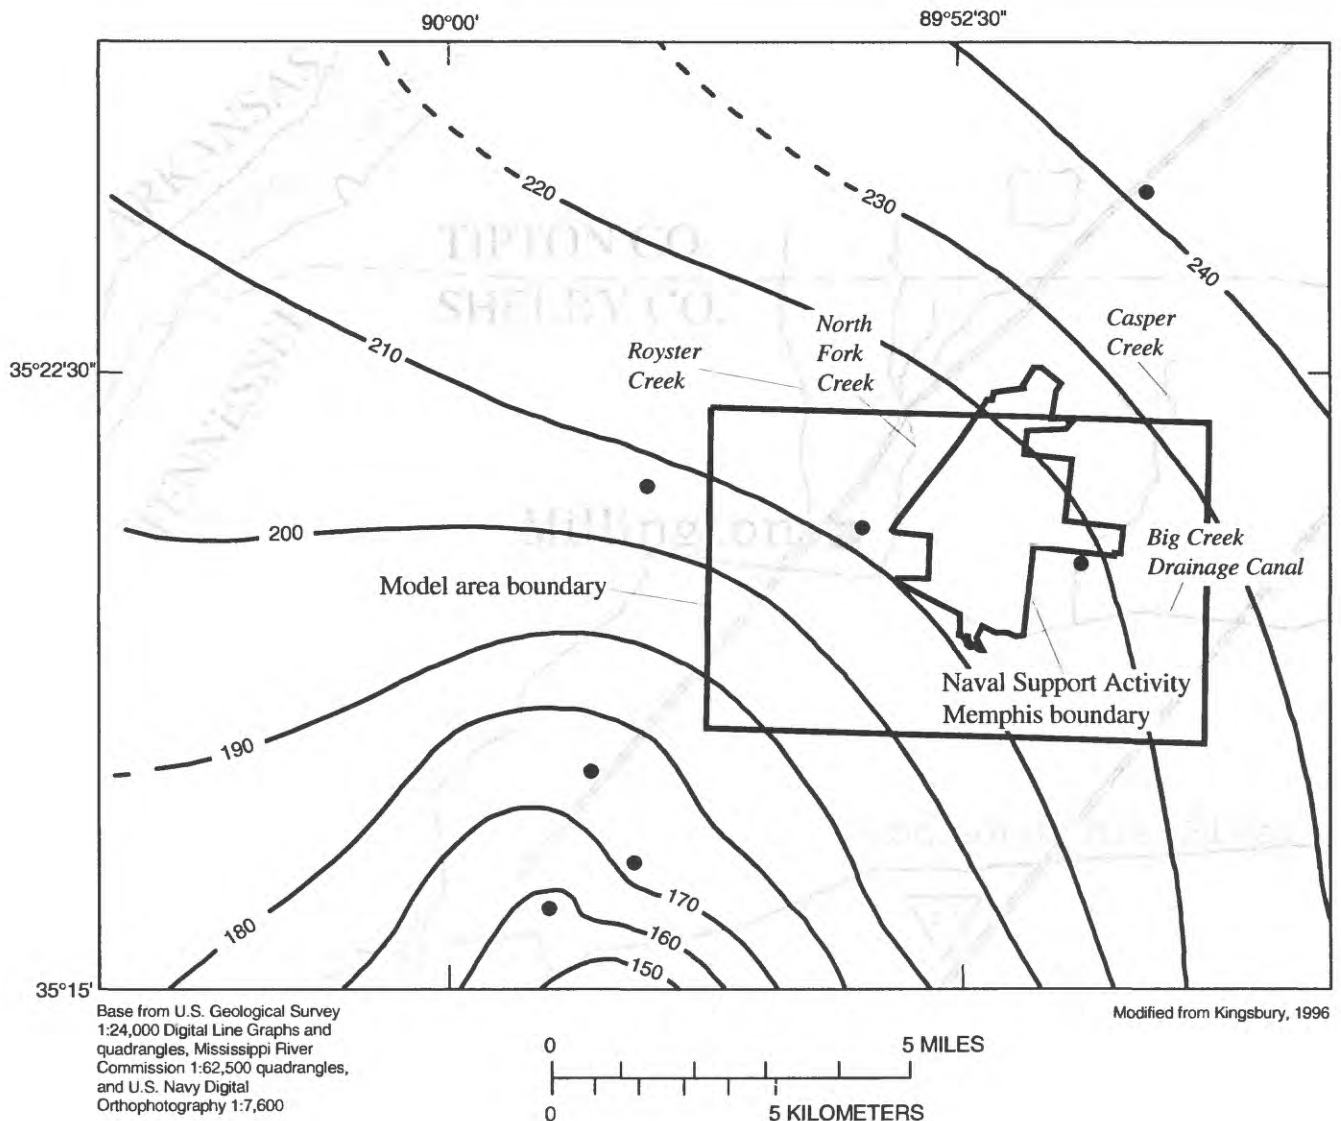 90°00'
89°52'30"
ARKANSAS
220
230
TIPTON CO.
240
SHELBY CO.
North
Fork
Creek
Casper
Creek
Royster
Creek
210
35°22'30"
TENNESSEE
Millington
200
Big Creek
Drainage Canal
Model area boundary
Naval Support Activity
Memphis boundary
190
180
170
160
150
35°15'
Base from U.S. Geological Survey
1:24,000 Digital Line Graphs and
quadrangles, Mississippi River
Commission 1:62,500 quadrangles,
and U.S. Navy Digital
Orthophotography 1:7,600
Modified from Kingsbury, 1996
0
5 MILES
0
5 KILOMETERS